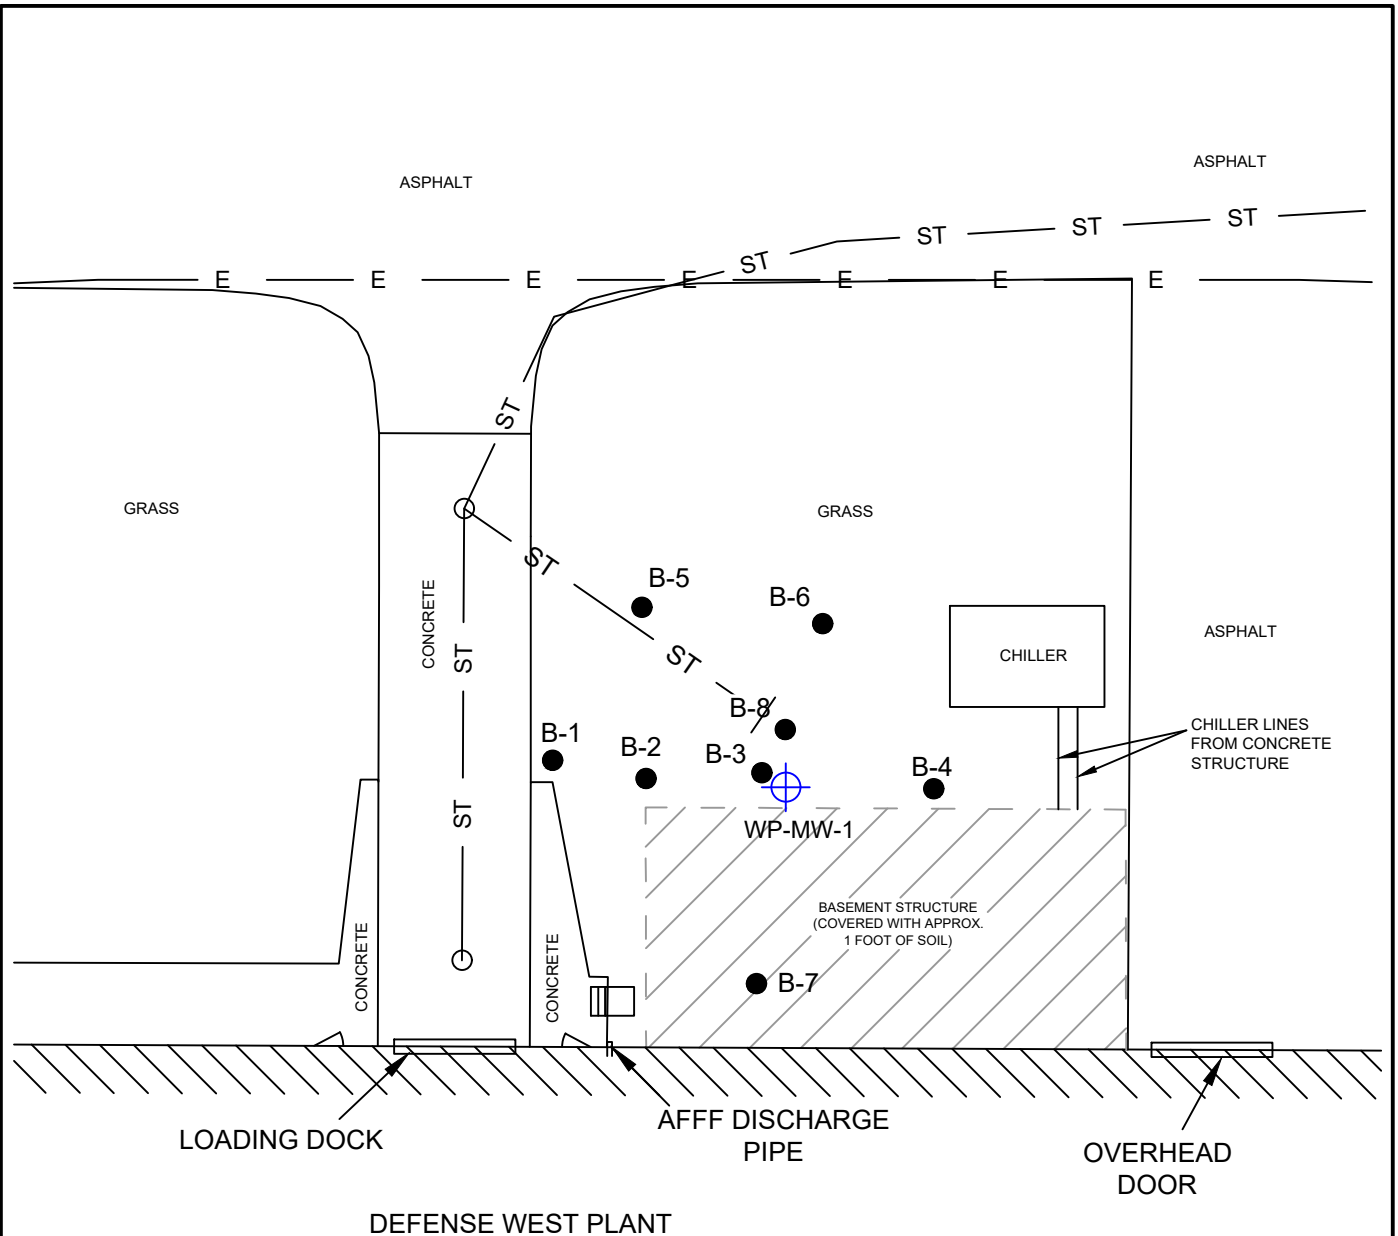 ASPHALT
ASPHALT
ST
ST
ST
ST
E
E
E
E
E
E
E
ST
GRASS
GRASS
ST
B-5
B-6
CONCRETE
ST
ST
CHILLER
ASPHALT
B-8
B-1
B-2
B-3
B-4
CHILLER LINES
FROM CONCRETE
STRUCTURE
ST
WP-MW-1
BASEMENT STRUCTURE
(COVERED WITH APPROX.
1 FOOT OF SOIL)
CONCRETE
CONCRETE
B-7
LOADING DOCK
AFFF DISCHARGE
PIPE
OVERHEAD
DOOR
DEFENSE WEST PLANT